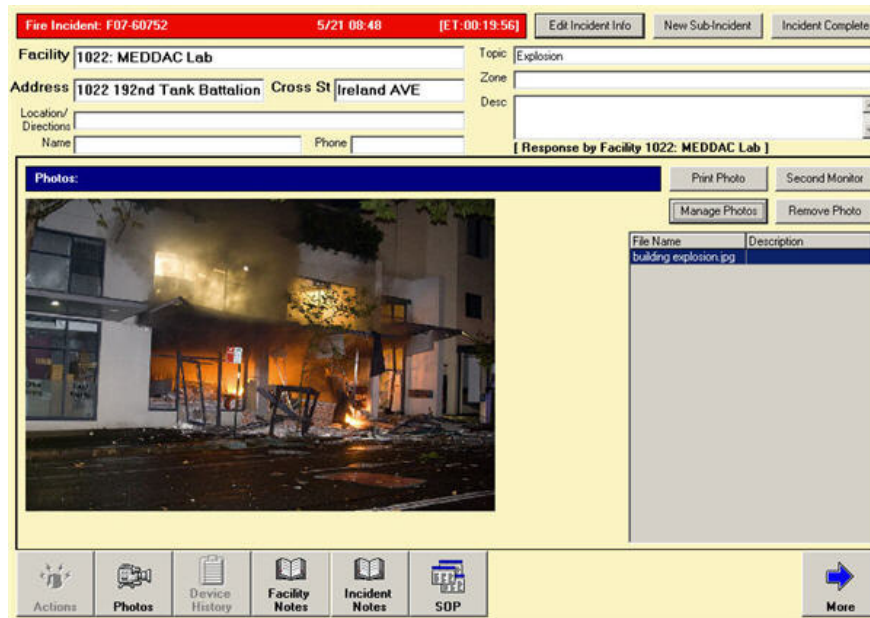 Fire Incident: F07-60752 5/21 08:48 [ET:00:19:56] Edit Incident Info New Sub-Incident Incident Complete
Facility 1022: MEDDAC Lab Topic Explosion
Zone
Address 1022 192nd Tank Battalion Cross St Ireland AVE
Desc
Location/
Directions
Name Phone
[ Response by Facility 1022: MEDDAC Lab ]
Photos: Print Photo Second Monitor
Manage Photos Remove Photo
File Name Description
building explosion.jpg
Actions Photos Device
History Facility
Notes Incident
Notes SOP More